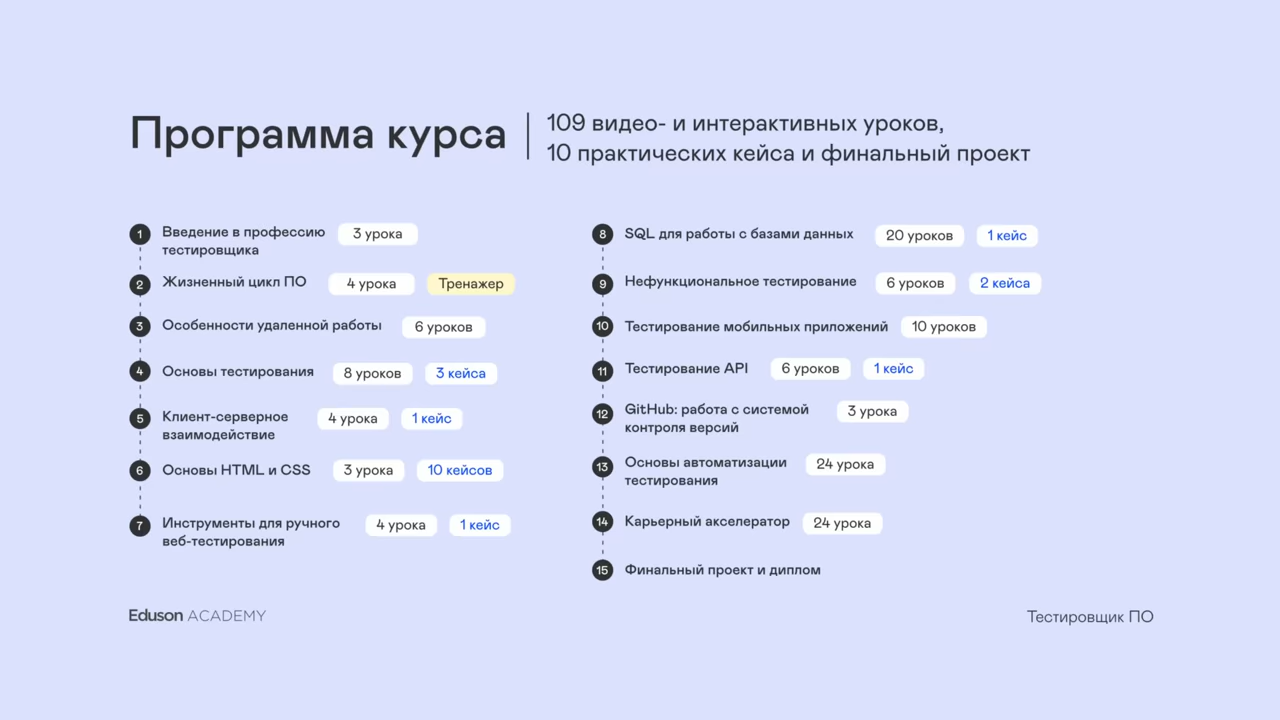 Программа курса
109 видео- и интерактивных уроков,
10 практических кейса и финальный проект
1 Введение в профессию 3 урока
тестировщика
2 Жизненный цикл ПО 4 урока Тренажер
3 Особенности удаленной работы 6 уроков
4 Основы тестирования 8 уроков 3 кейса
5 Клиент-серверное 4 урока 1 кейс
взаимодействие
6 Основы HTML и CSS 3 урока 10 кейсов
7 Инструменты для ручного 4 урока 1 кейс
веб-тестирования
8 SQL для работы с базами данных 20 уроков 1 кейс
9 Нефункциональное тестирование 6 уроков 2 кейса
10 Тестирование мобильных приложений 10 уроков
11 Тестирование API 6 уроков 1 кейс
12 GitHub: работа с системой 3 урока
контроля версий
13 Основы автоматизации 24 урока
тестирования
14 Карьерный акселератор 24 урока
15 Финальный проект и диплом
Eduson ACADEMY
Тестировщик ПО